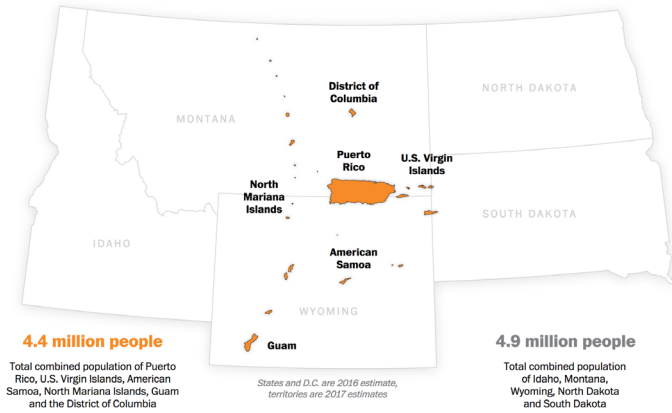 NORTH DAKOTA
District of
Columbia
MONTANA
Puerto
Rico
U.S. Virgin
Islands
North
Mariana
Islands
SOUTH DAKOTA
IDAHO
American
Samoa
WYOMING
Guam
4.4 million people
Total combined population of Puerto
Rico, U.S. Virgin Islands, American
Samoa, North Mariana Islands, Guam
and the District of Columbia
States and D.C. are 2016 estimate,
territories are 2017 estimates
4.9 million people
Total combined population
of Idaho, Montana,
Wyoming, North Dakota
and South Dakota